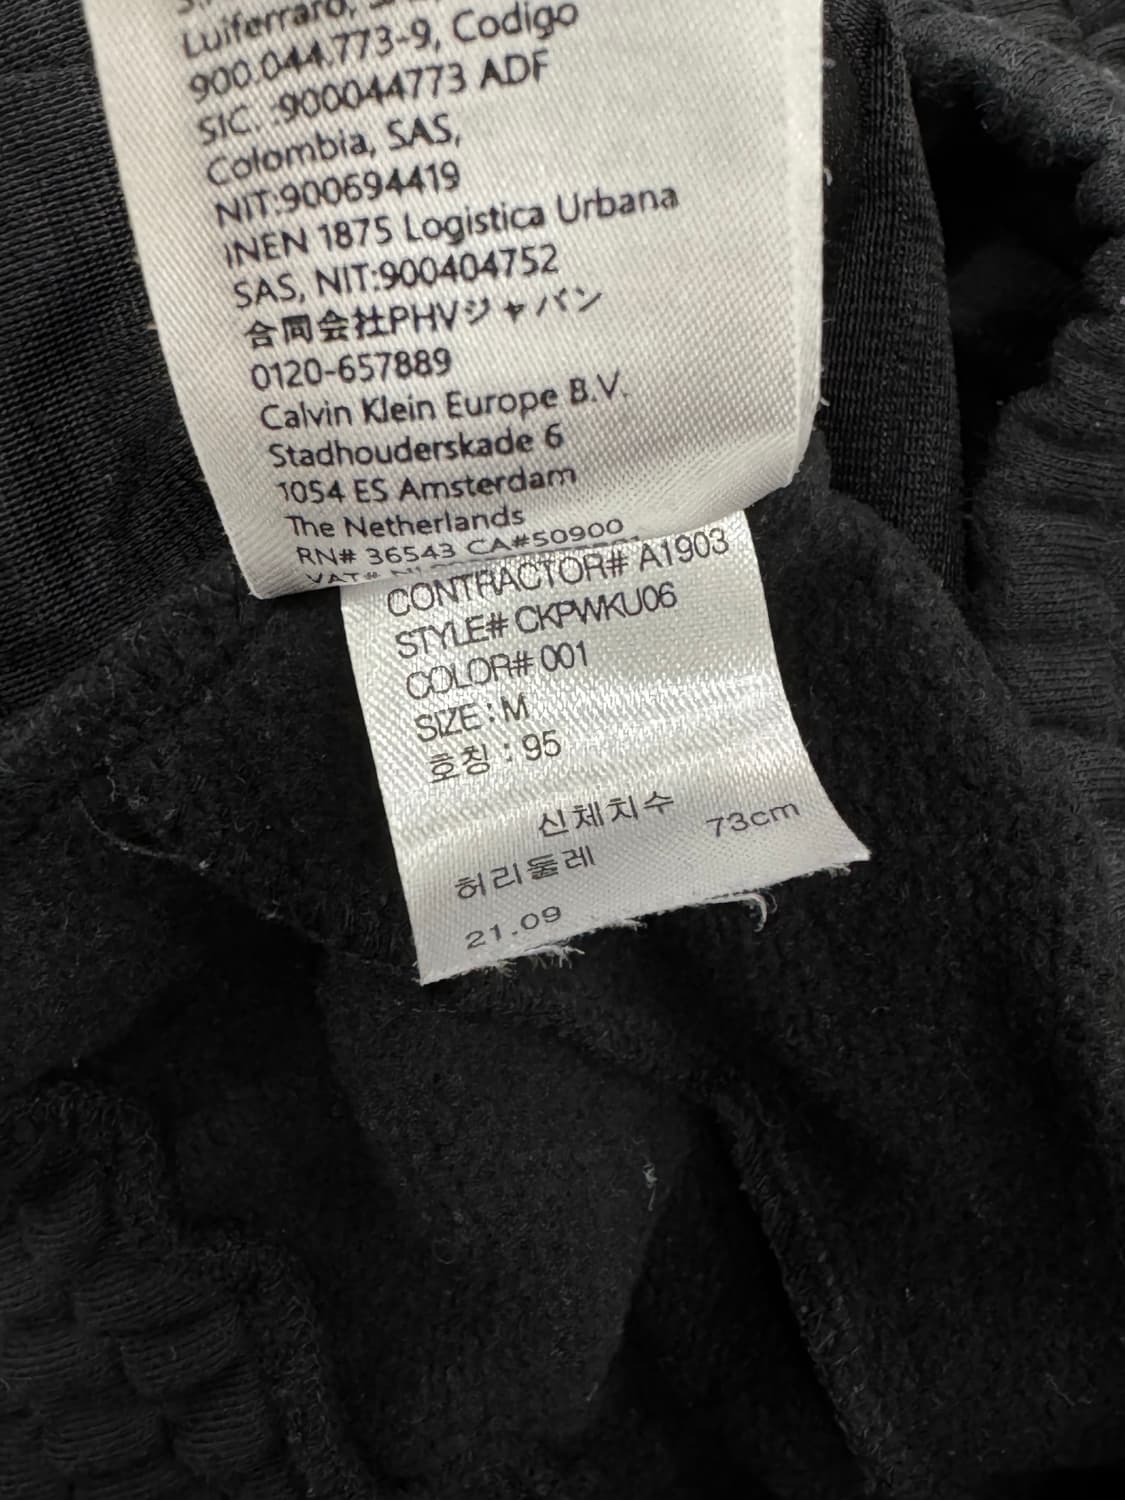 Luiferraro,
900.044.773-9, Codigo
SIC. :900044773 ADF
Colombia, SAS,
NIT:900694419
INEN 1875 Logistica Urbana
SAS, NIT:900404752
合同会社PHVジャパン
0120-657889
Calvin Klein Europe B.V.
Stadhouderskade 6
1054 ES Amsterdam
The Netherlands
RN# 36543 CA#50900
VAT#
CONTRACTOR# A1903
STYLE# CKPWKU06
COLOR# 001
SIZE : M
호칭 : 95
신체치수
허리둘레 73cm
21.09